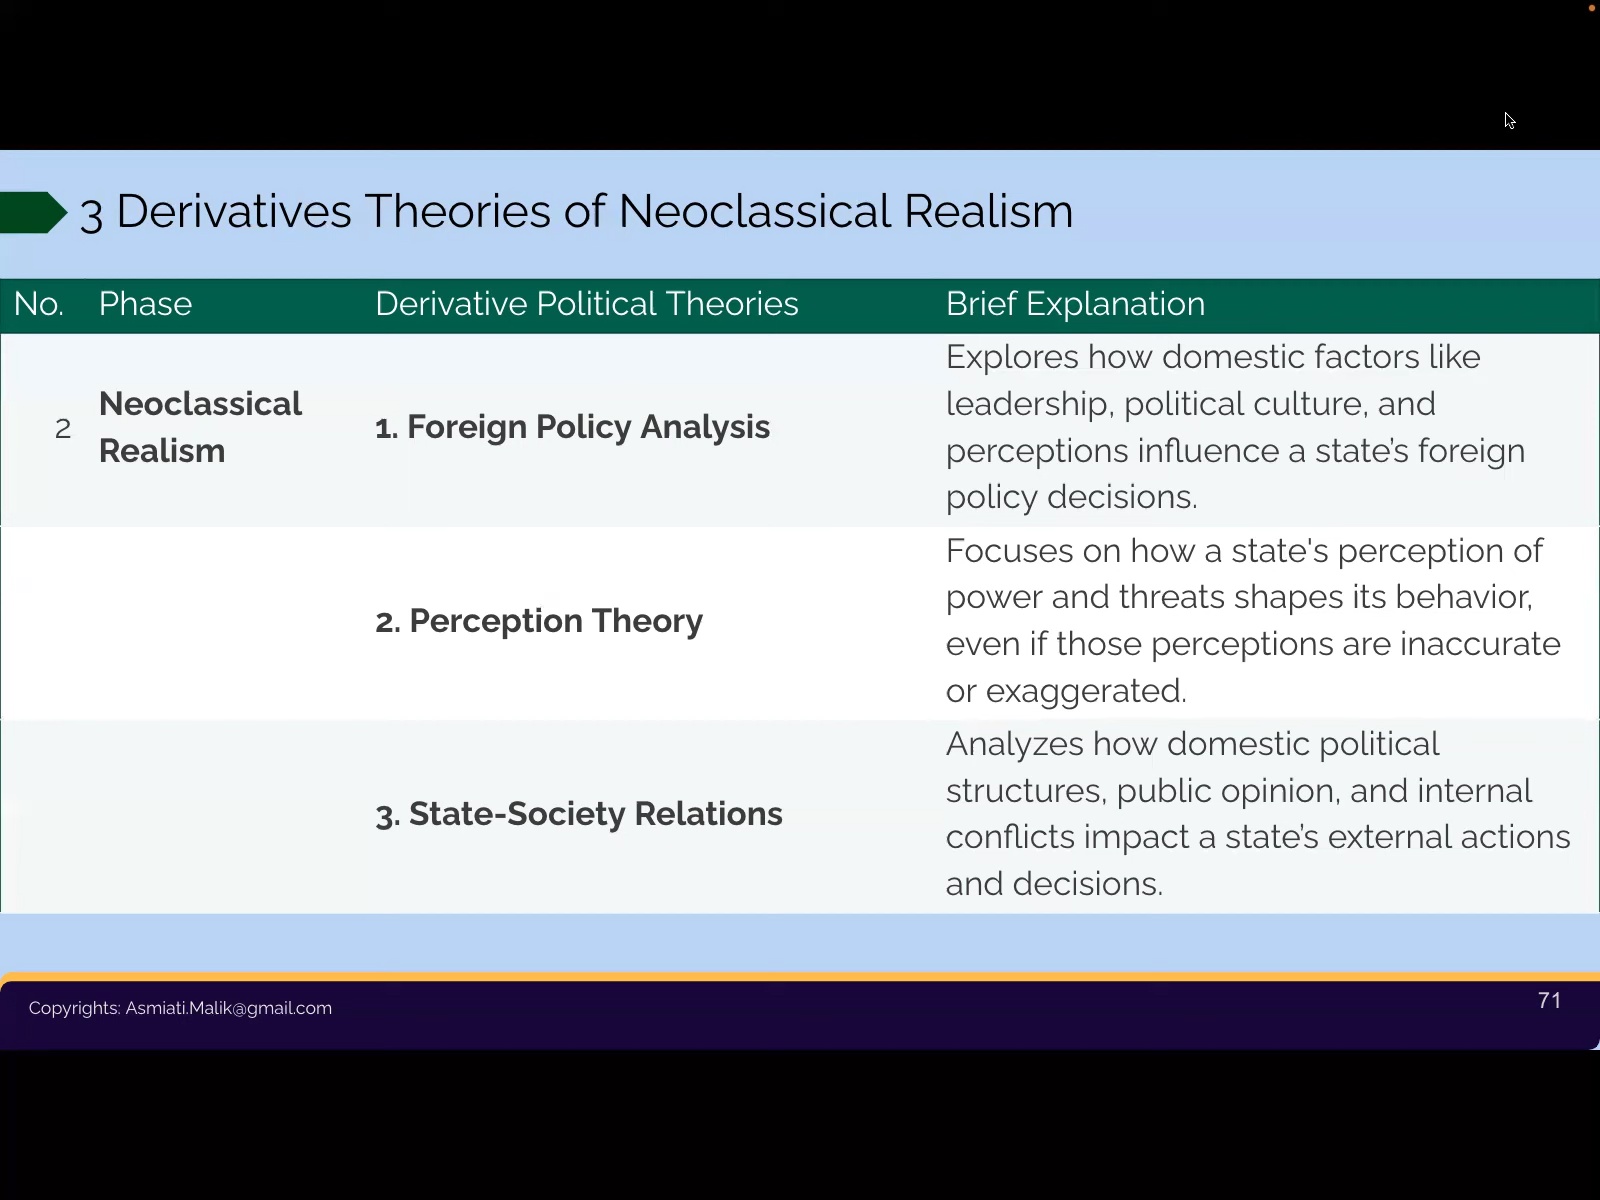 3 Derivatives Theories of Neoclassical Realism
No. Phase Derivative Political Theories Brief Explanation
2
Neoclassical
Realism
1. Foreign Policy Analysis
Explores how domestic factors like
leadership, political culture, and
perceptions influence a state’s foreign
policy decisions.
2. Perception Theory
Focuses on how a state's perception of
power and threats shapes its behavior,
even if those perceptions are inaccurate
or exaggerated.
3. State-Society Relations
Analyzes how domestic political
structures, public opinion, and internal
conflicts impact a state’s external actions
and decisions.
Copyrights: Asmiati.Malik@gmail.com
71